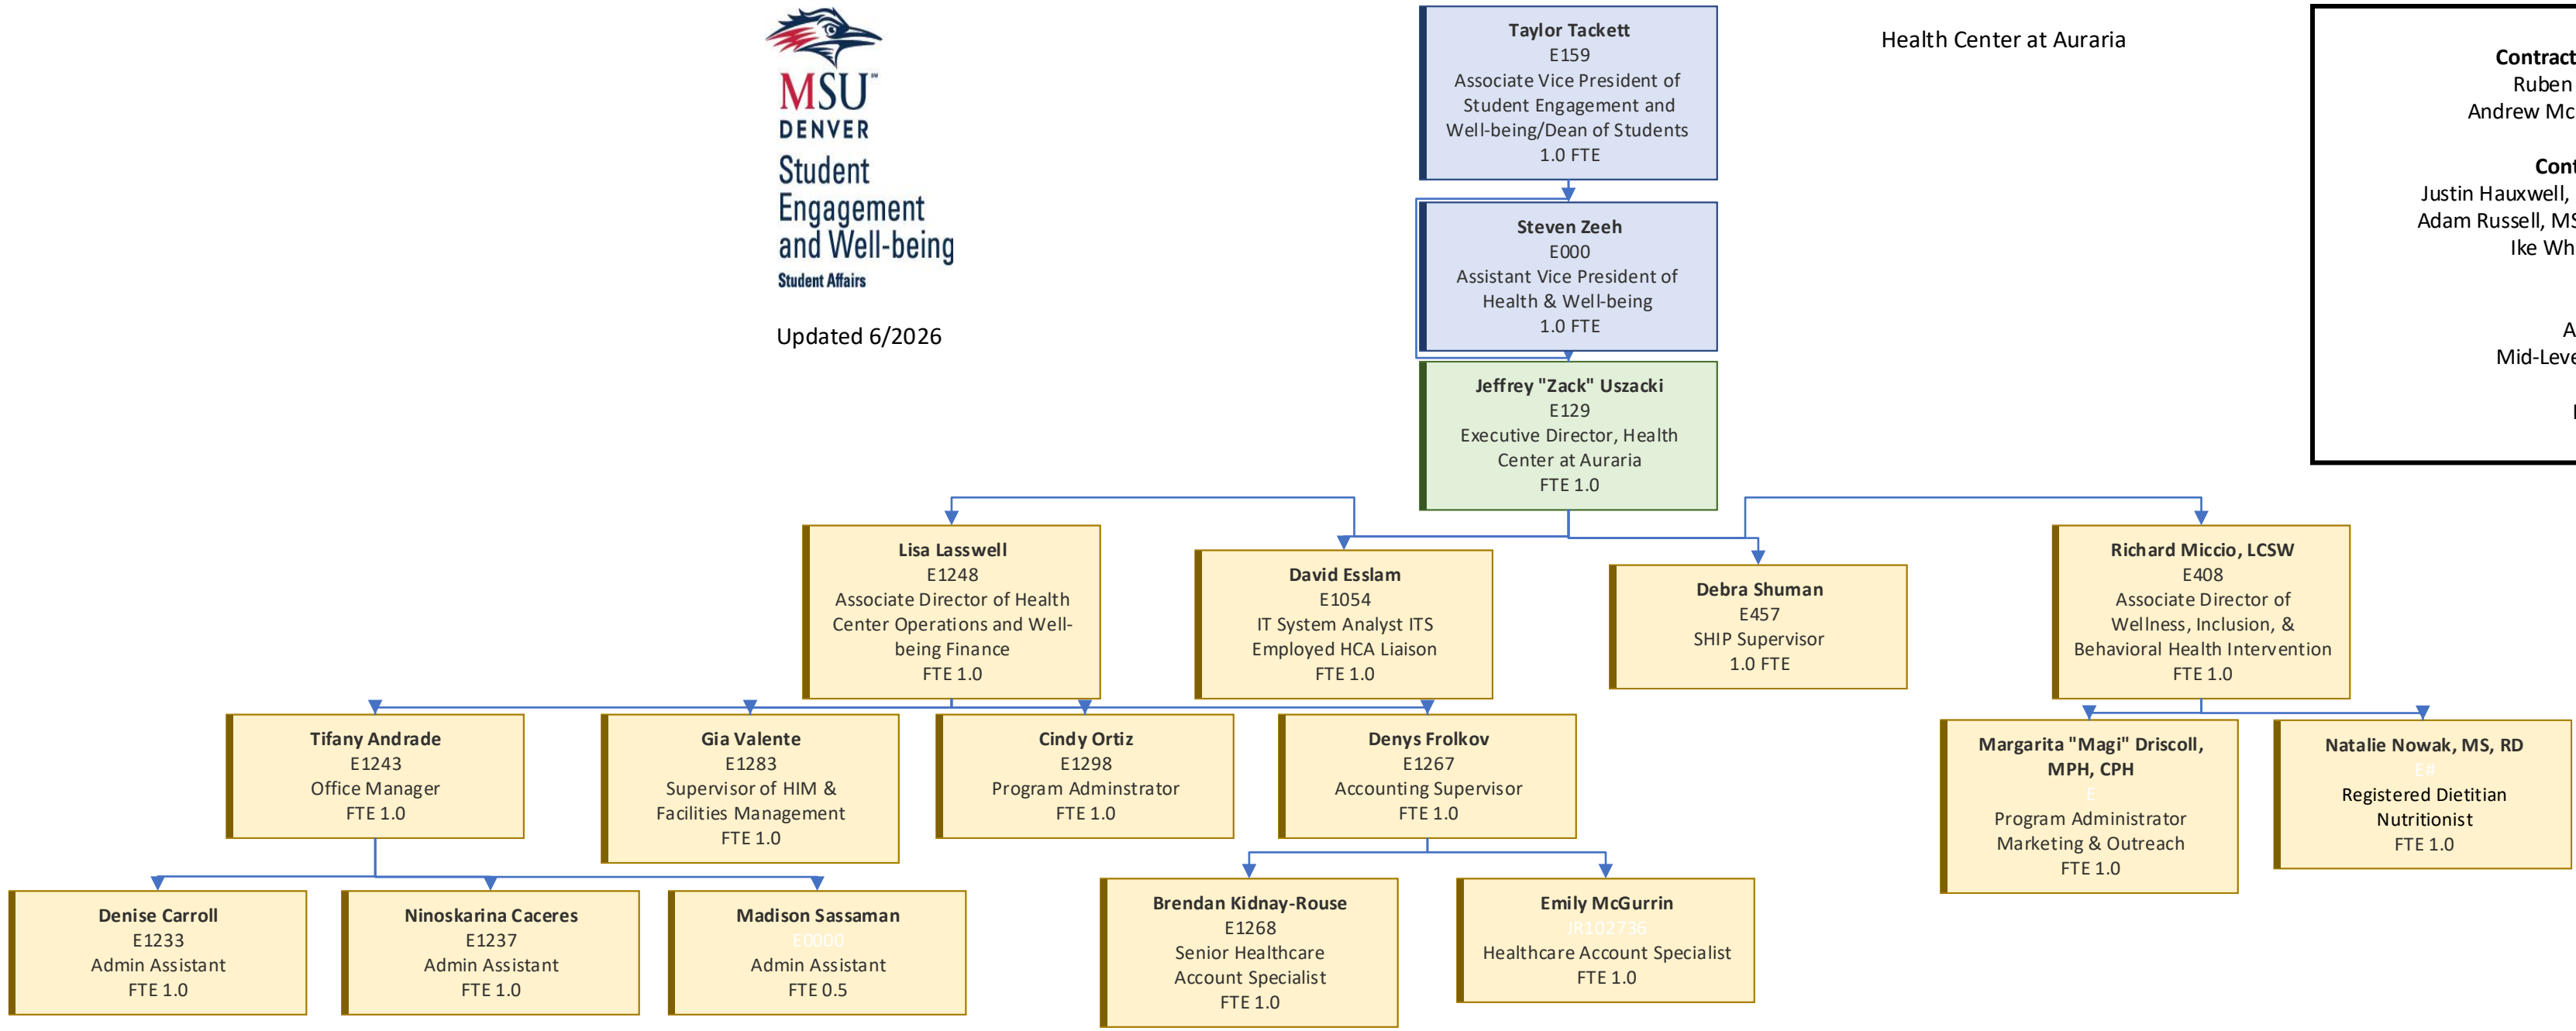 MSU
DENVER
Student
Engagement
and Well-being
Student Affairs
Updated 6/2026
Taylor Tackett
E159
Associate Vice President of
Student Engagement and
Well-being/Dean of Students
1.0 FTE
Health Center at Auraria
Contract
Ruben
Andrew Mc
Cont
Justin Hauxwell,
Adam Russell, MS
Ike Wh
A
Mid-Leve
Steven Zeeh
E000
Assistant Vice President of
Health & Well-being
1.0 FTE
Jeffrey "Zack" Uszacki
E129
Executive Director, Health
Center at Auraria
FTE 1.0
Lisa Lasswell
E1248
Associate Director of Health
Center Operations and Well-
being Finance
FTE 1.0
David Esslam
E1054
IT System Analyst ITS
Employed HCA Liaison
FTE 1.0
Debra Shuman
E457
SHIP Supervisor
1.0 FTE
Richard Miccio, LCSW
E408
Associate Director of
Wellness, Inclusion, &
Behavioral Health Intervention
FTE 1.0
Tifany Andrade
E1243
Office Manager
FTE 1.0
Gia Valente
E1283
Supervisor of HIM &
Facilities Management
FTE 1.0
Cindy Ortiz
E1298
Program Adminstrator
FTE 1.0
Denys Frolkov
E1267
Accounting Supervisor
FTE 1.0
Margarita "Magi" Driscoll,
MPH, CPH
E
Program Administrator
Marketing & Outreach
FTE 1.0
Natalie Nowak, MS, RD
E#
Registered Dietitian
Nutritionist
FTE 1.0
Denise Carroll
E1233
Admin Assistant
FTE 1.0
Ninoskarina Caceres
E1237
Admin Assistant
FTE 1.0
Madison Sassaman
E0000
Admin Assistant
FTE 0.5
Brendan Kidnay-Rouse
E1268
Senior Healthcare
Account Specialist
FTE 1.0
Emily McGurrin
JR102736
Healthcare Account Specialist
FTE 1.0